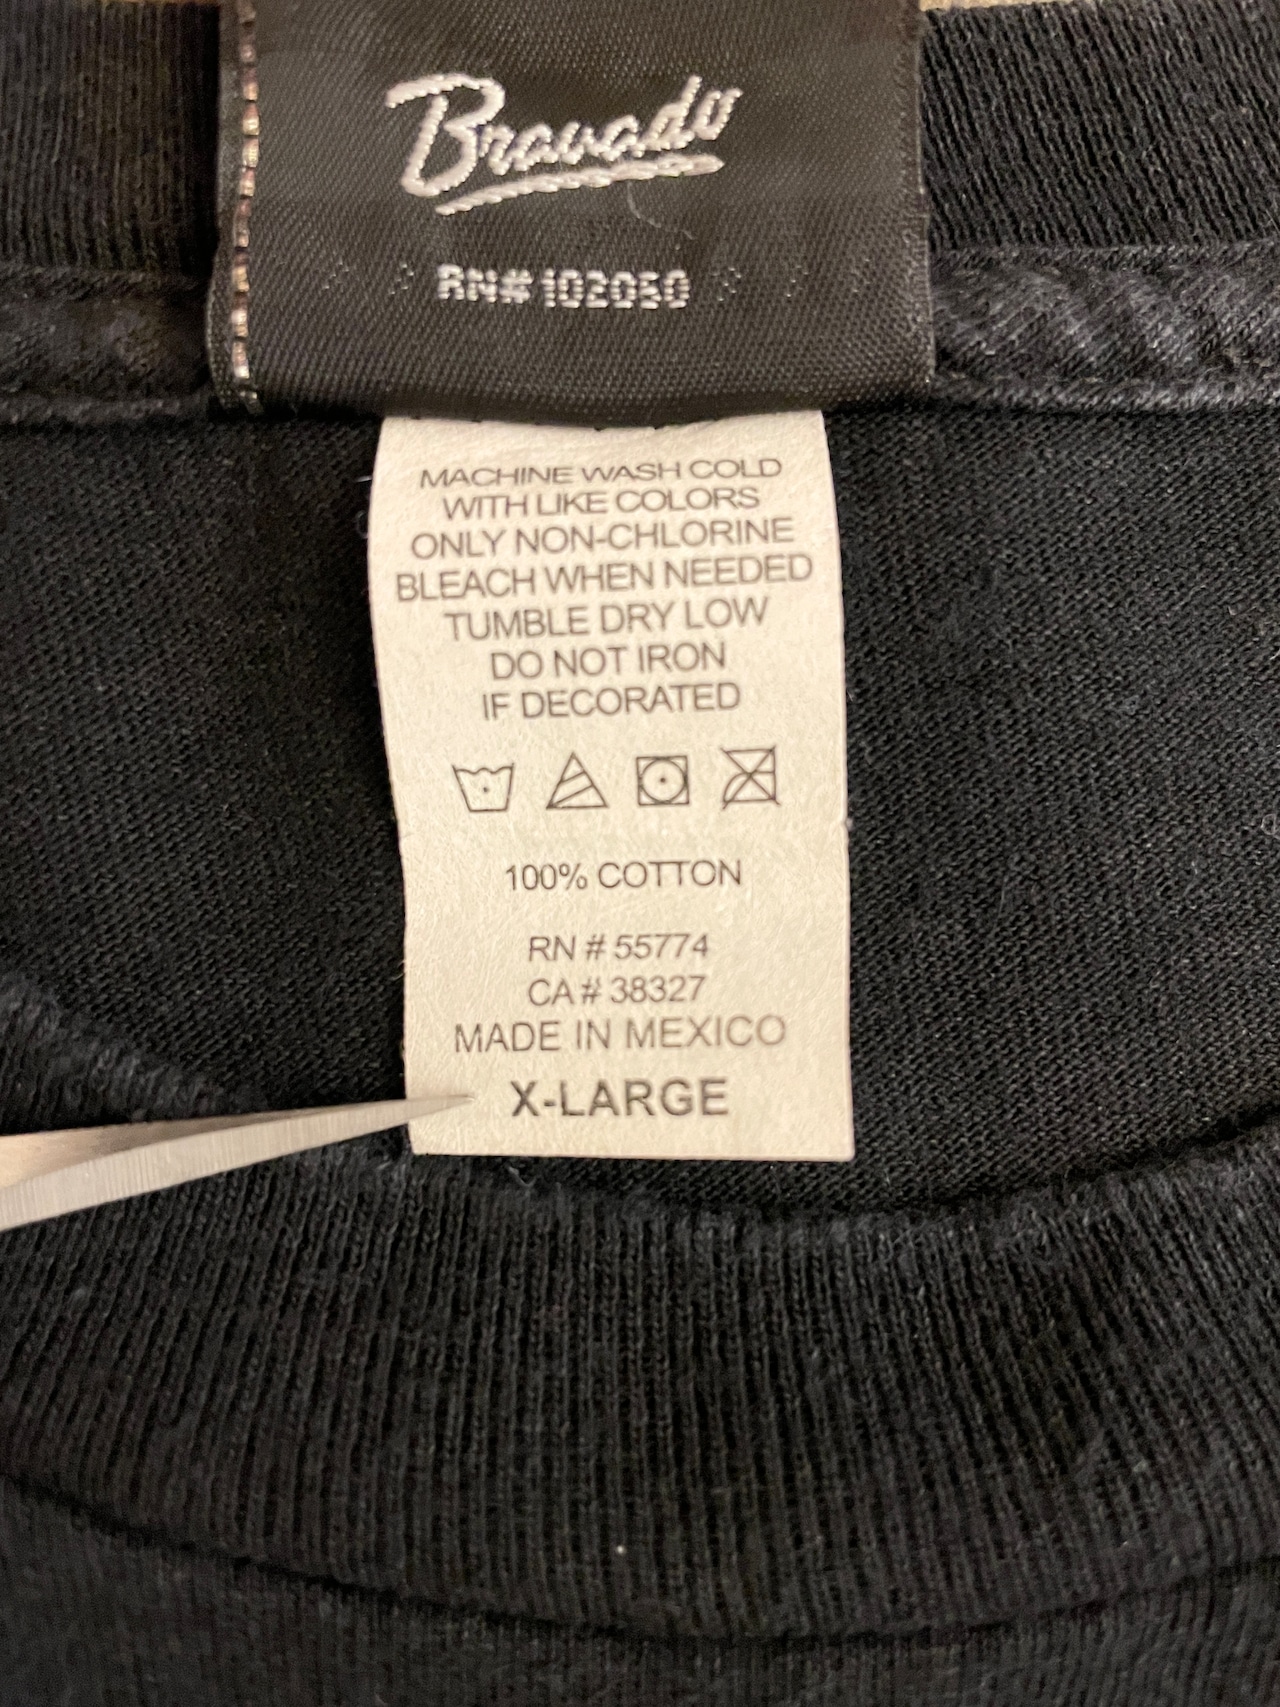 Bravado
RN# 102050
MACHINE WASH COLD
WITH LIKE COLORS
ONLY NON-CHLORINE
BLEACH WHEN NEEDED
TUMBLE DRY LOW
DO NOT IRON
IF DECORATED
100% COTTON
RN # 55774
CA # 38327
MADE IN MEXICO
X-LARGE